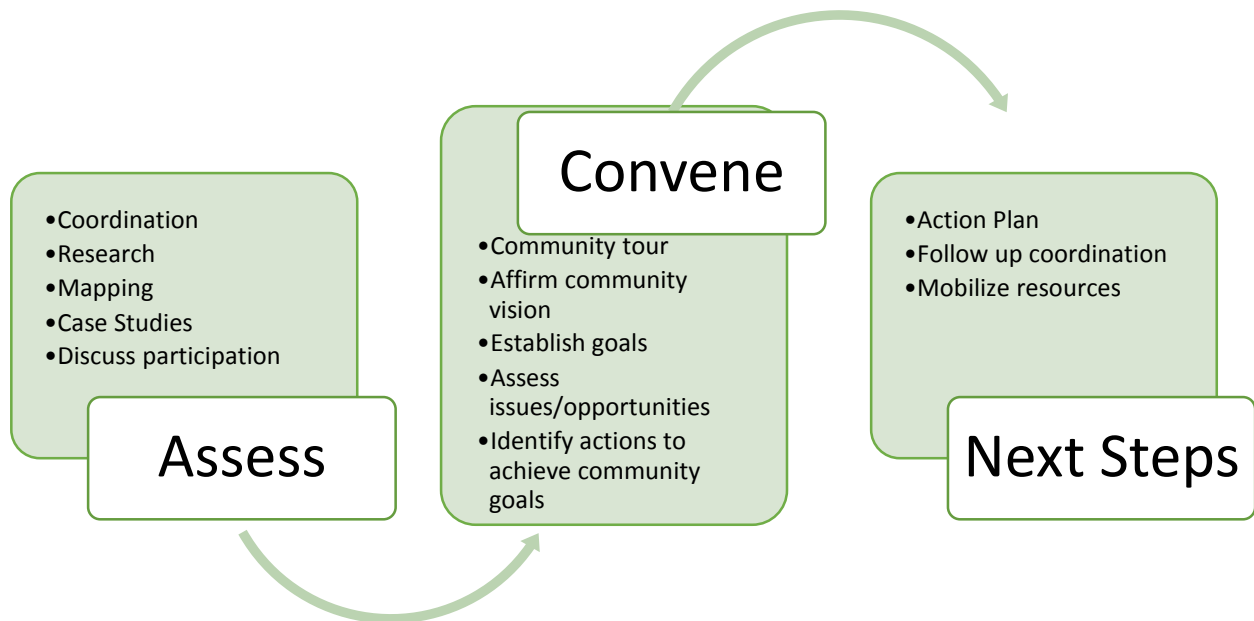 •Coordination
•Research
•Mapping
•Case Studies
•Discuss participation
Assess
Convene
•Community tour
•Affirm community
vision
•Establish goals
•Assess
issues/opportunities
•Identify actions to
achieve community
goals
•Action Plan
•Follow up coordination
•Mobilize resources
Next Steps